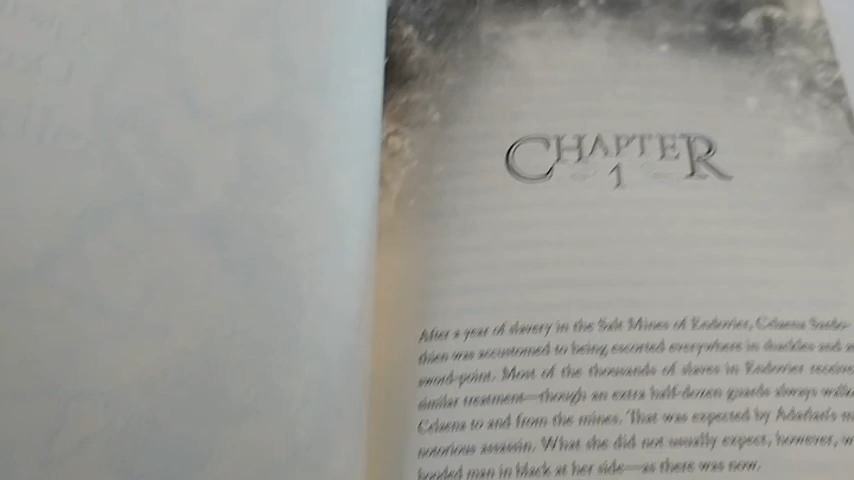 CHAPTER
1
After a year of slavery in the Salt Mines of Endovier, Celaena Sardo-
thien was accustomed to being escorted everywhere in shackles and
sword-point. Most of the thousands of slaves in Endovier
similar treatment—though an extra half-dozen guards always
Celaena to and from the mines. That was expected by Adarlan's
notorious assassin. What she did not usually expect, however,
hooded man in black at her side—as there was now.